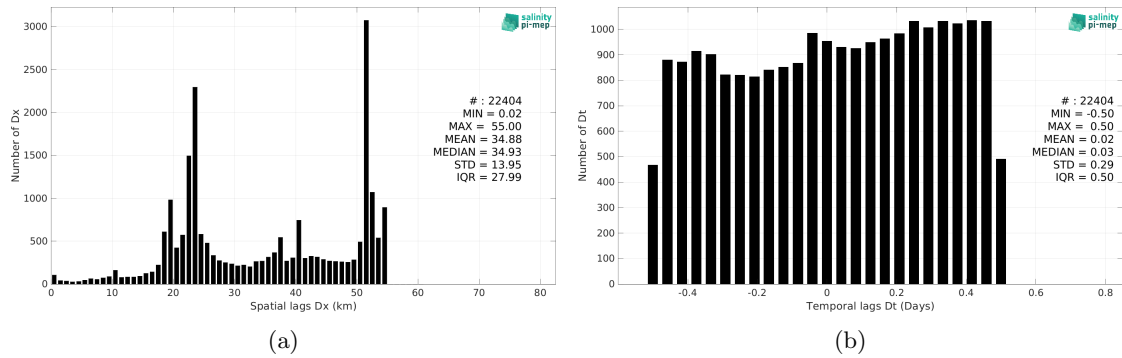 3000
2500
2000
1500
1000
500
0
Number of Dx
0 10 20 30 40 50 60 70 80
Spatial lags Dx (km)
salinity
pi-mep
# : 22404
MIN = 0.02
MAX = 55.00
MEAN = 34.88
MEDIAN = 34.93
STD = 13.95
IQR = 27.99
(a)
1000
900
800
700
600
500
400
300
200
100
0
Number of Dt
-0.4 -0.2 0 0.2 0.4 0.6 0.8
Temporal lags Dt (Days)
salinity
pi-mep
# : 22404
MIN = -0.50
MAX = 0.50
MEAN = 0.02
MEDIAN = 0.03
STD = 0.29
IQR = 0.50
(b)